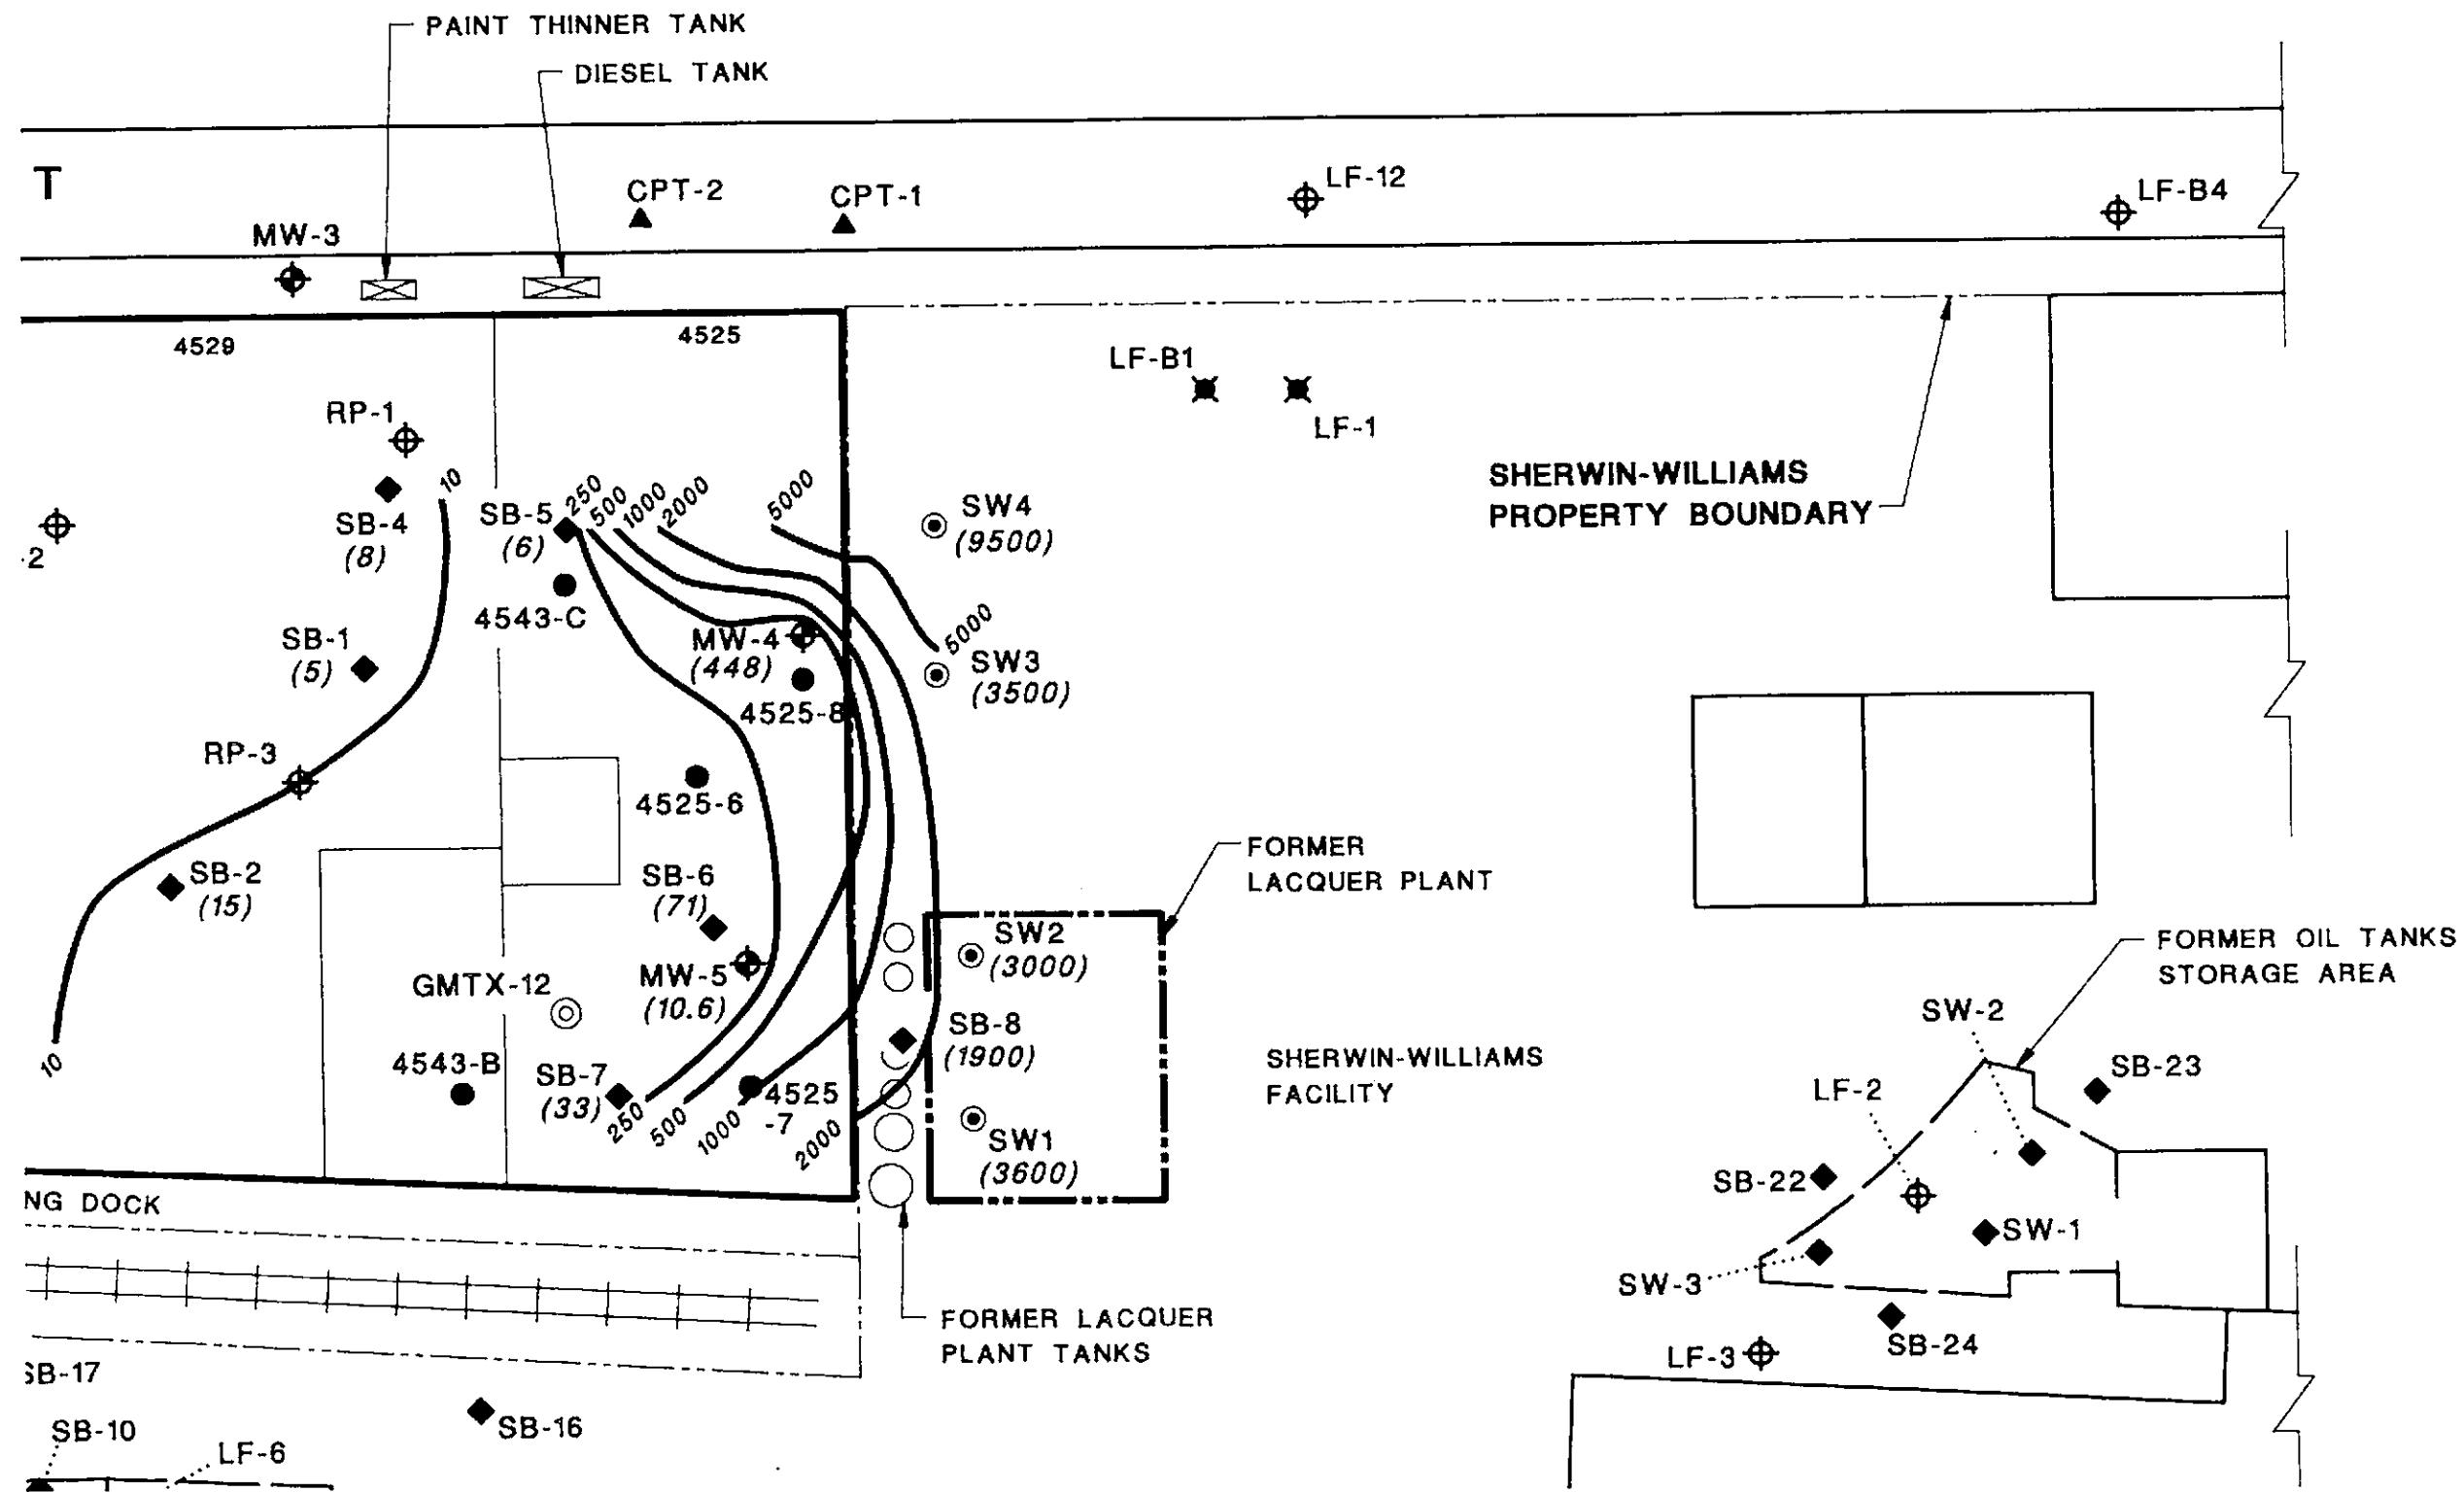 PAINT THINNER TANK
DIESEL TANK
T
CPT-2
CPT-1
LF-12
LF-B4
MW-3
4529
4525
LF-B1
LF-1
RP-1
SB-4
(8)
10
SB-5
(6)
250
500
1000
2000
5000
SW4
(9500)
SHERWIN-WILLIAMS
PROPERTY BOUNDARY
.2
4543-C
SB-1
(5)
MW-4
(448)
5000
SW3
(3500)
4525-8
RP-3
4525-6
FORMER
LACQUER PLANT
SB-2
(15)
SB-6
(71)
SW2
(3000)
FORMER OIL TANKS
STORAGE AREA
GMTX-12
MW-5
(10.6)
SW-2
SB-8
(1900)
SHERWIN-WILLIAMS
FACILITY
10
4543-B
SB-7
(33)
250
500
1000
4525
-7
2000
SW1
(3600)
LF-2
SB-23
SB-22
SW-1
SW-3
NG DOCK
FORMER LACQUER
PLANT TANKS
SB-24
LF-3
SB-17
SB-16
SB-10
LF-6